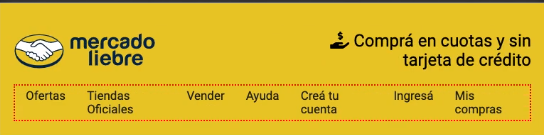 mercado
liebre
Comprá en cuotas y sin
tarjeta de crédito
Ofertas
Tiendas
Oficiales
Vender
Ayuda
Creá tu
cuenta
Ingresá
Mis
compras